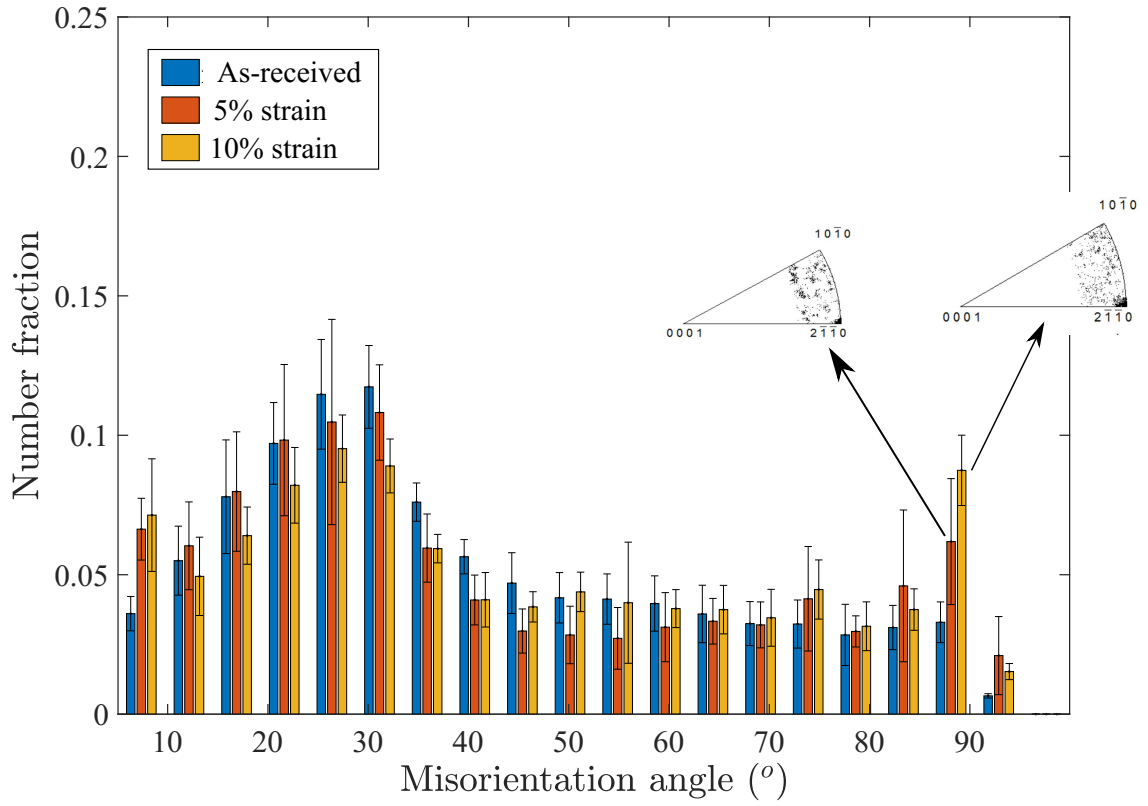 0.25
As-received
5% strain
10% strain
0.2
0.15
0.1
0.05
0
Number fraction
10 20 30 40 50 60 70 80 90
Misorientation angle (°)
101̄0
0001
21̄1̄0
101̄0
0001
21̄1̄0